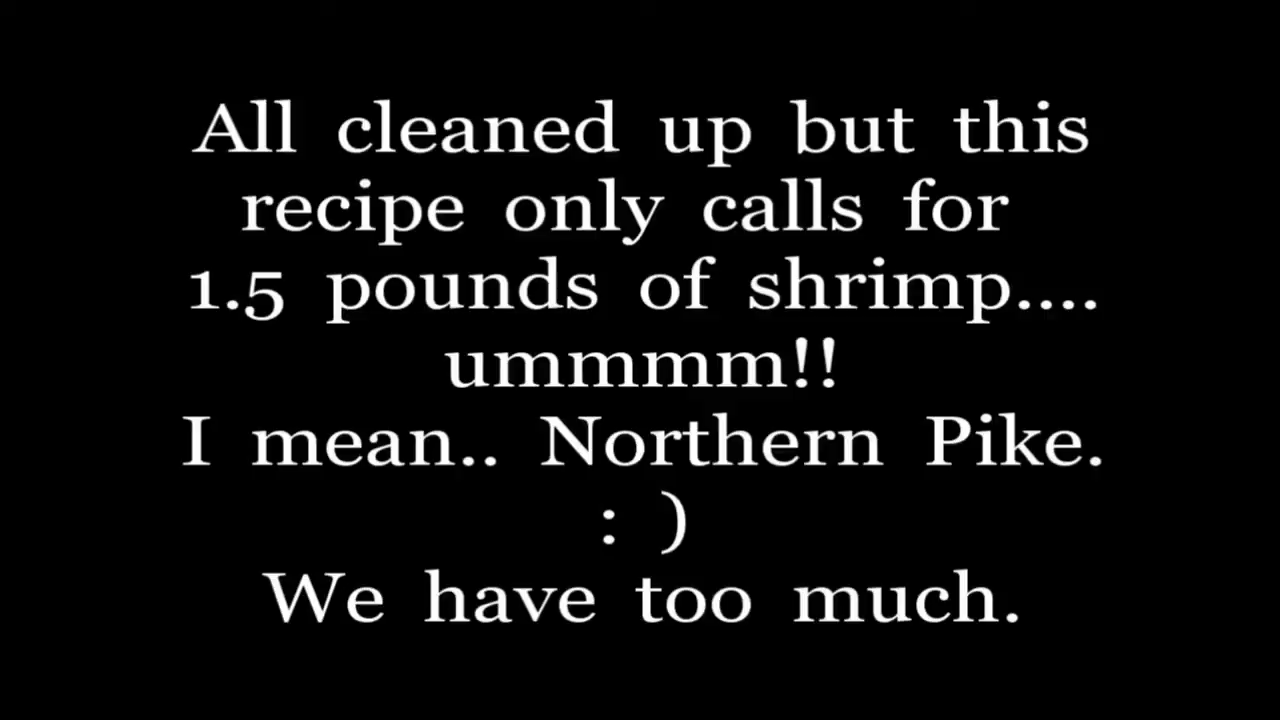 All cleaned up but this
recipe only calls for
1.5 pounds of shrimp....
ummmm!!
I mean.. Northern Pike.
: )
We have too much.